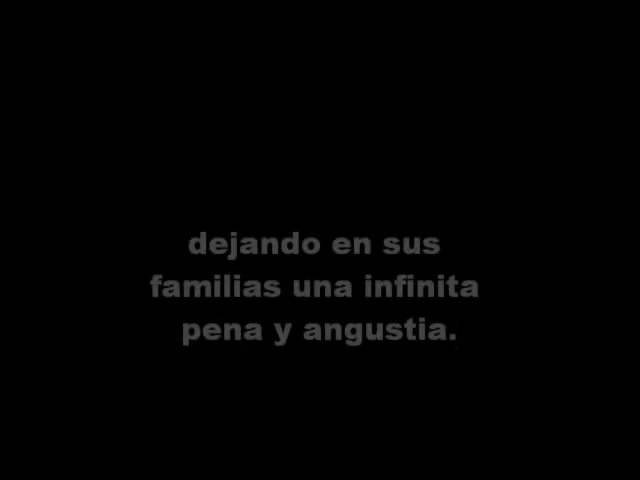 dejando en sus
familias una infinita
pena y angustia.